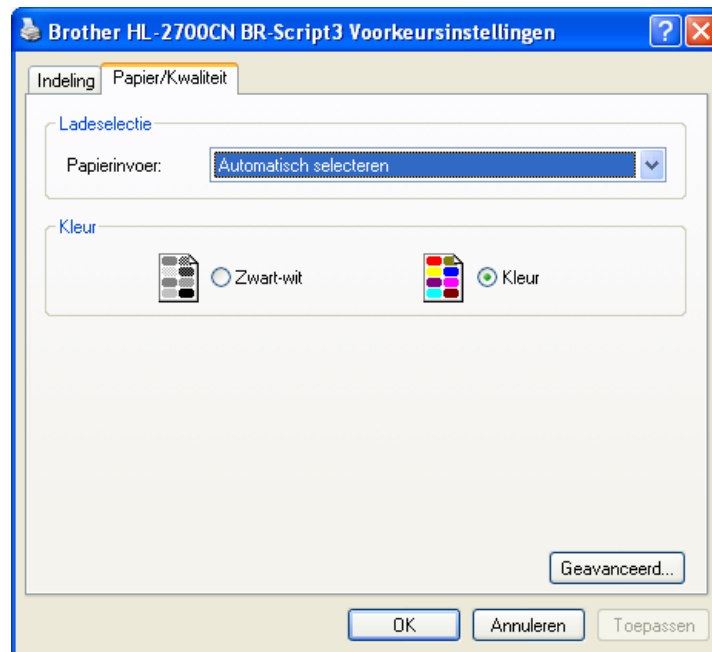 Brother HL-2700CN BR-Script3 Voorkeursinstellingen
Indeling Papier/Kwaliteit
Ladeselectie
Papierinvoer: Automatisch selecteren
Kleur
Zwart-wit Kleur
Geavanceerd...
OK Annuleren Toepassen